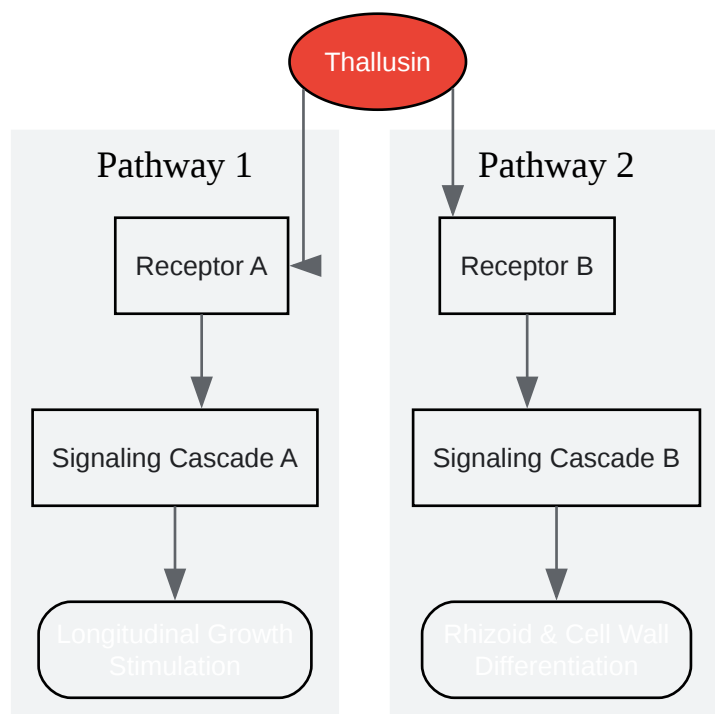 Thallusin
Pathway 1
Pathway 2
Receptor A
Receptor B
Signaling Cascade A
Signaling Cascade B
Longitudinal Growth
Stimulation
Rhizoid & Cell Wall
Differentiation